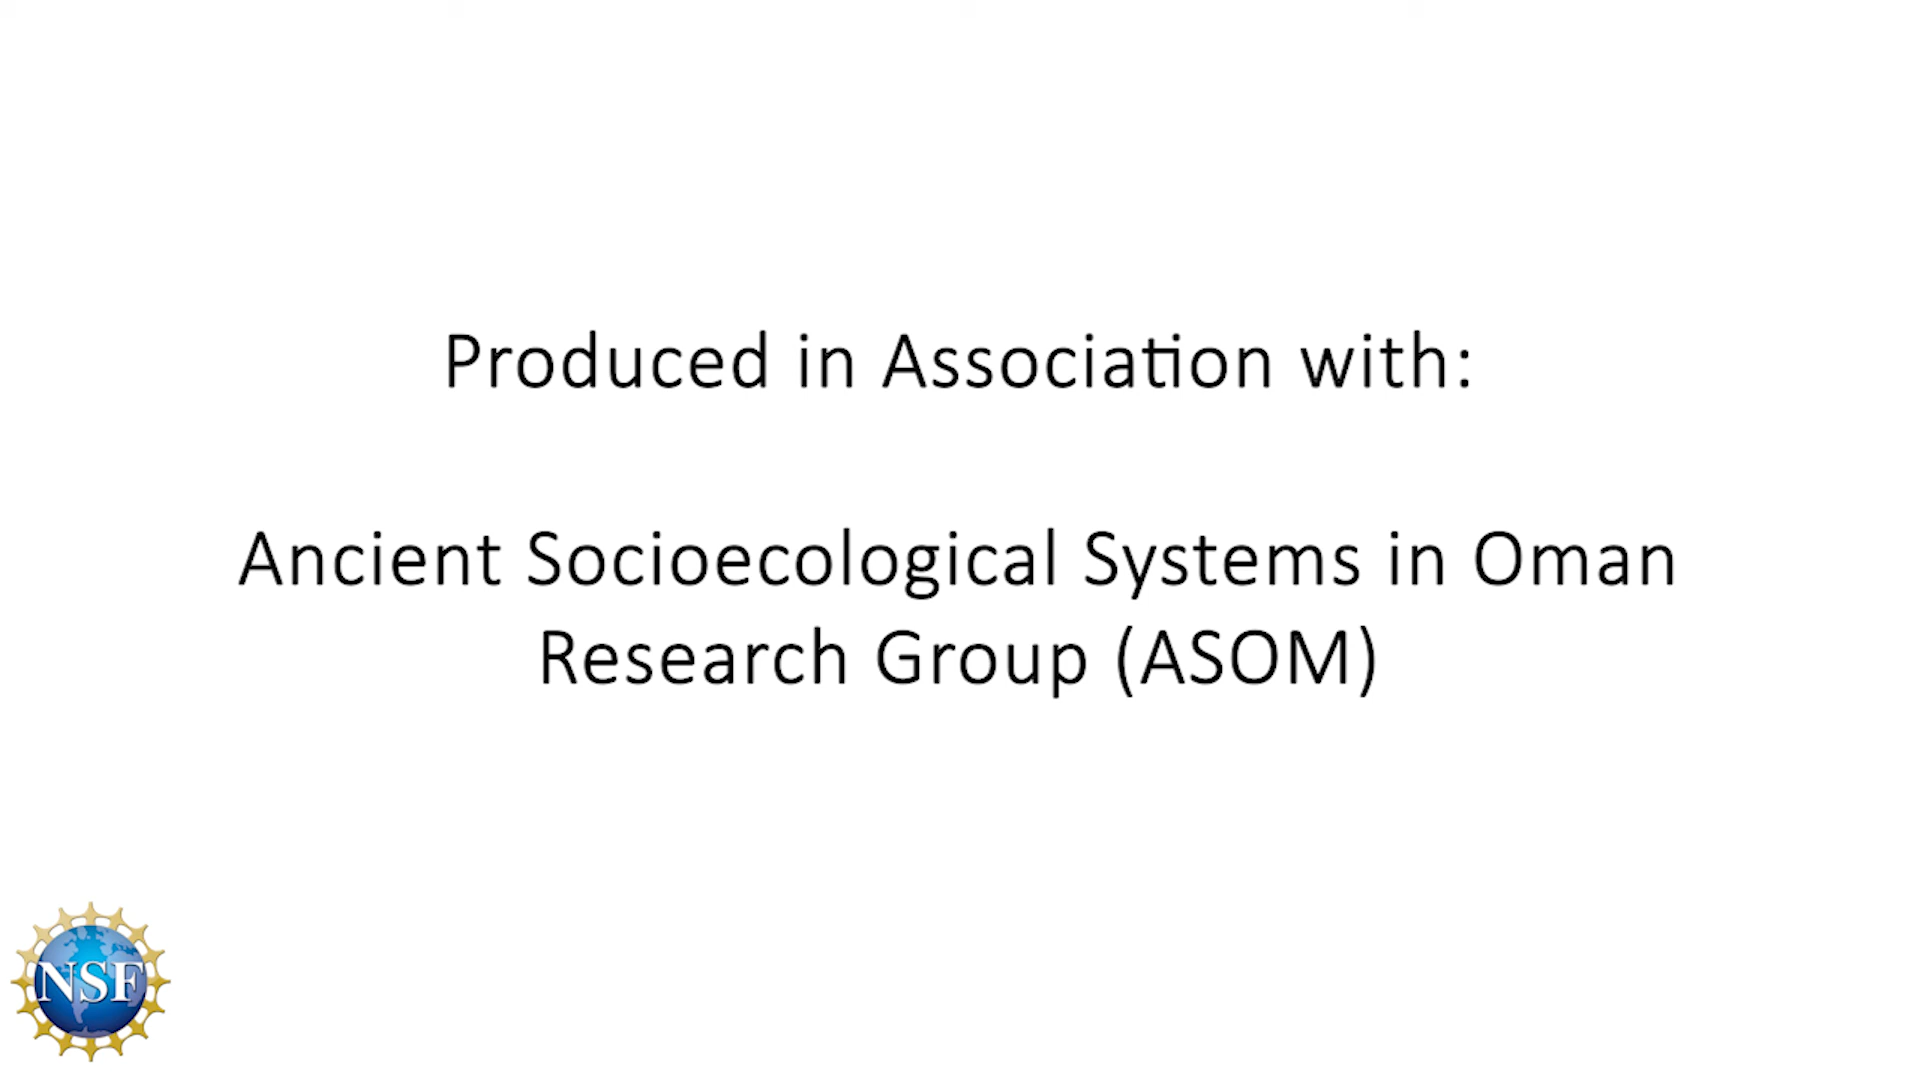 Produced in Association with:
Ancient Socioecological Systems in Oman
Research Group (ASOM)
NSF